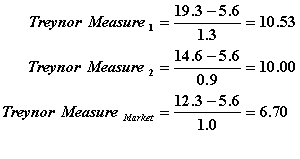 Treynor Measure 1 = (19.3 − 5.6) / 1.3 = 10.53
Treynor Measure 2 = (14.6 − 5.6) / 0.9 = 10.00
Treynor Measure Market = (12.3 − 5.6) / 1.0 = 6.70